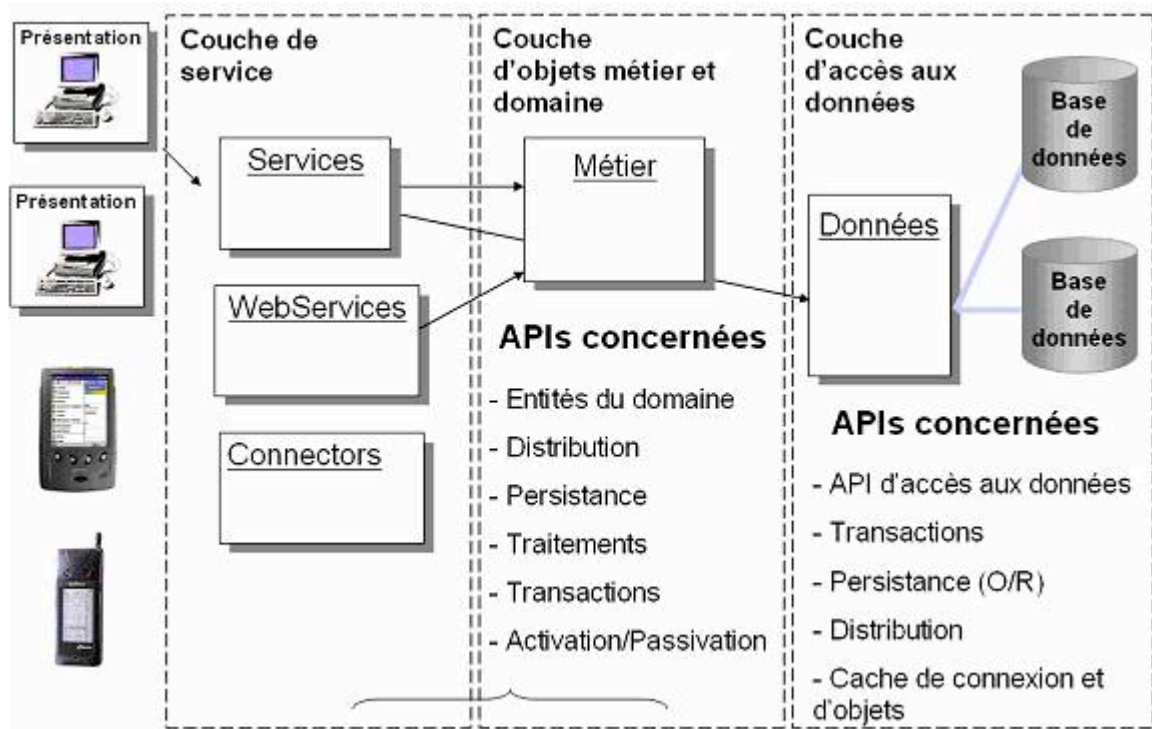 Présentation
Présentation
Couche de
service
Services
WebServices
Connectors
Couche
d'objets métier et
domaine
Métier
APIs concernées
- Entités du domaine
- Distribution
- Persistance
- Traitements
- Transactions
- Activation/Passivation
Couche
d'accès aux
données
Base
de
données
Données
Base
de
données
APIs concernées
- API d'accès aux données
- Transactions
- Persistance (O/R)
- Distribution
- Cache de connexion et
d'objets